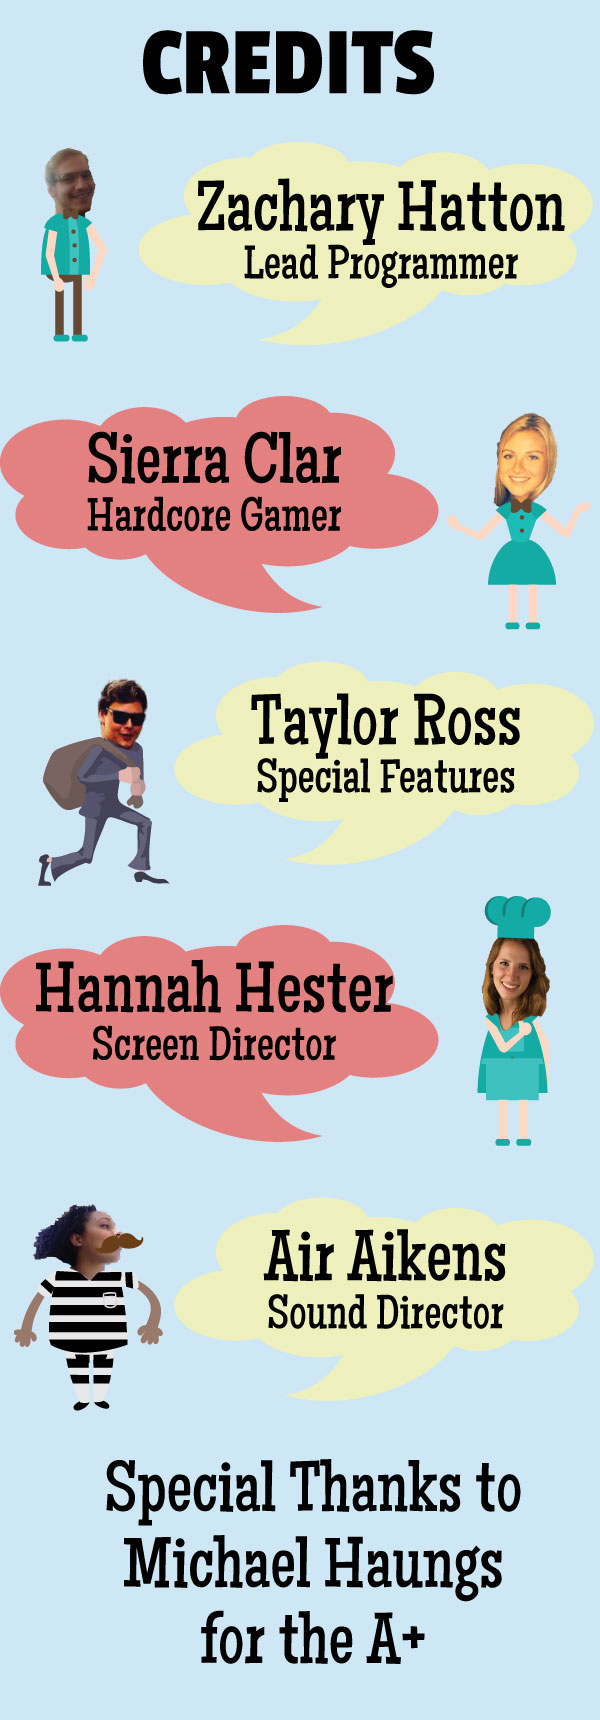 CREDITS
Zachary Hatton
Lead Programmer
Sierra Clar
Hardcore Gamer
Taylor Ross
Special Features
Hannah Hester
Screen Director
Air Aikens
Sound Director
Special Thanks to
Michael Haungs
for the A+